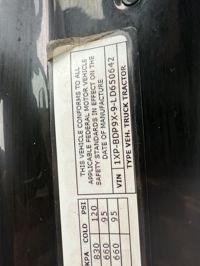 THIS VEHICLE CONFORMS TO ALL
APPLICABLE FEDERAL MOTOR VEHICLE
SAFETY STANDARDS IN EFFECT ON THE
DATE OF MANUFACTURE
VIN 1XP-BDP9X-9-LD650642
TYPE VEH. TRUCK TRACTOR
KPA COLD PSI
830 120
660 95
660 95